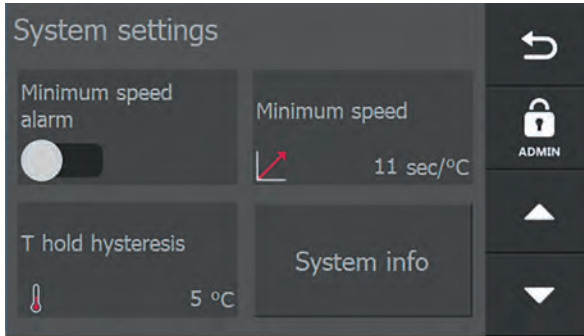 System settings
Minimum speed
alarm
Minimum speed
11 sec/°C
ADMIN
T hold hysteresis
5 °C
System info